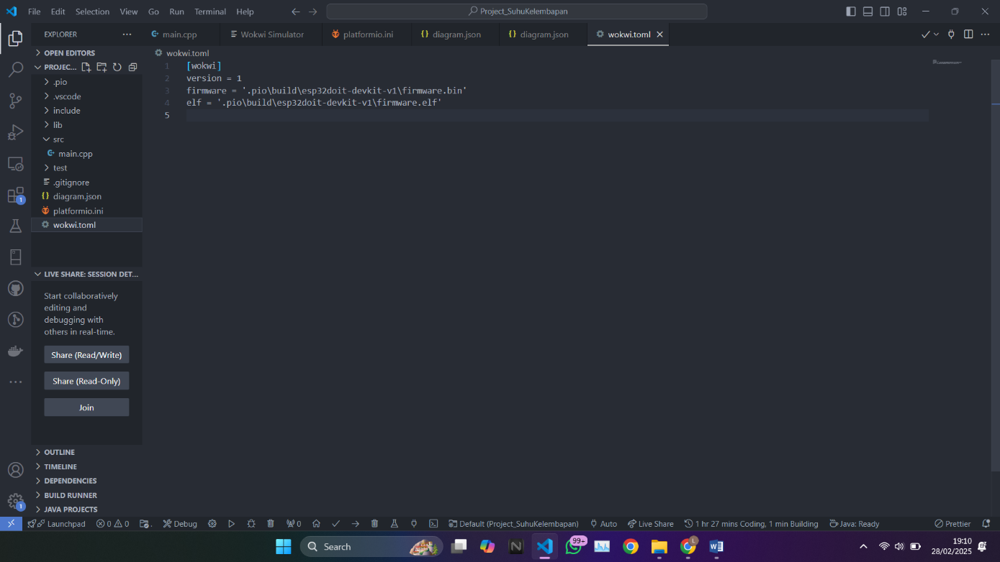 File Edit Selection View Go Run Terminal Help
Project_SuhuKelembapan
EXPLORER
main.cpp
Wokwi Simulator
platformio.ini
diagram.json
diagram.json
wokwi.toml
OPEN EDITORS
PROJEC...
.pio
.vscode
include
lib
src
main.cpp
test
.gitignore
diagram.json
platformio.ini
wokwi.toml
wokwi.toml
1 [wokwi]
2 version = 1
3 firmware = '.pio\build\esp32doit-devkit-v1\firmware.bin'
4 elf = '.pio\build\esp32doit-devkit-v1\firmware.elf'
5
1
LIVE SHARE: SESSION DET...
Start collaboratively
editing and
debugging with
others in real-time.
Share (Read/Write)
Share (Read-Only)
Join
OUTLINE
TIMELINE
DEPENDENCIES
BUILD RUNNER
JAVA PROJECTS
1
Launchpad 0 0 . Debug 0 Default (Project_SuhuKelembapan) Auto Live Share 1 hr 27 mins Coding, 1 min Building Java: Ready Prettier
Search
99+
L
19:10
28/02/2025